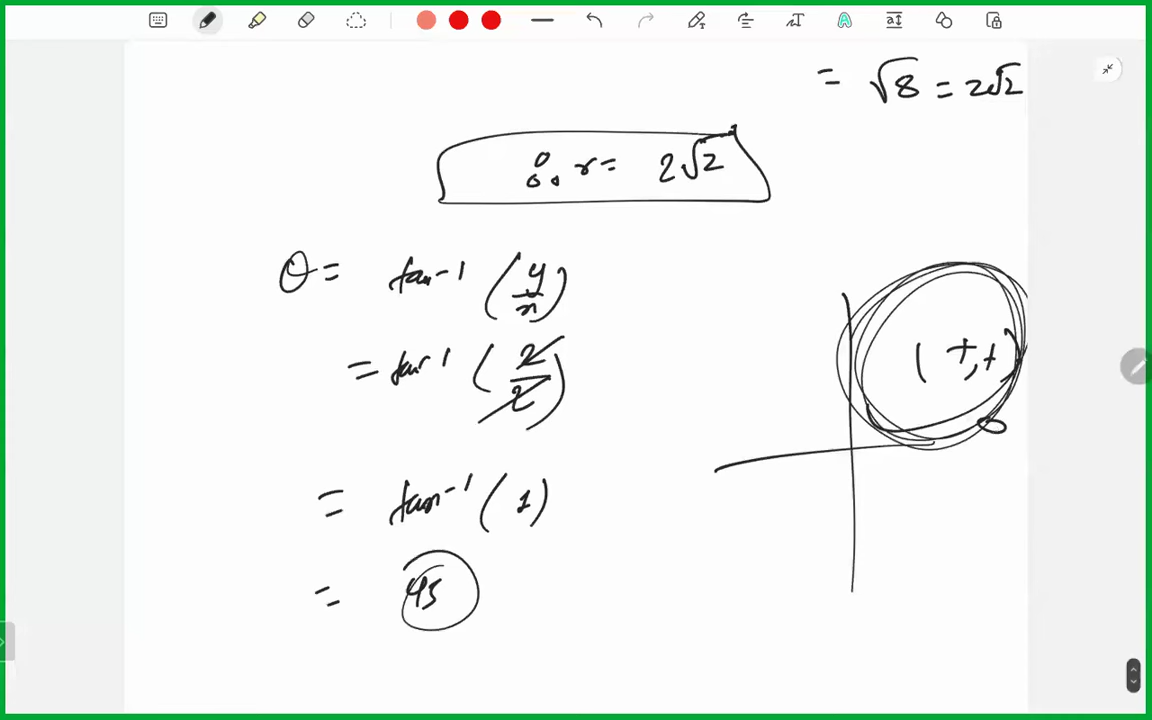 = √8 = 2√2
∴ r = 2√2
θ = tan-1 (y/x)
= tan-1 (2/2)
(+,+)
= tan-1 (1)
= 45